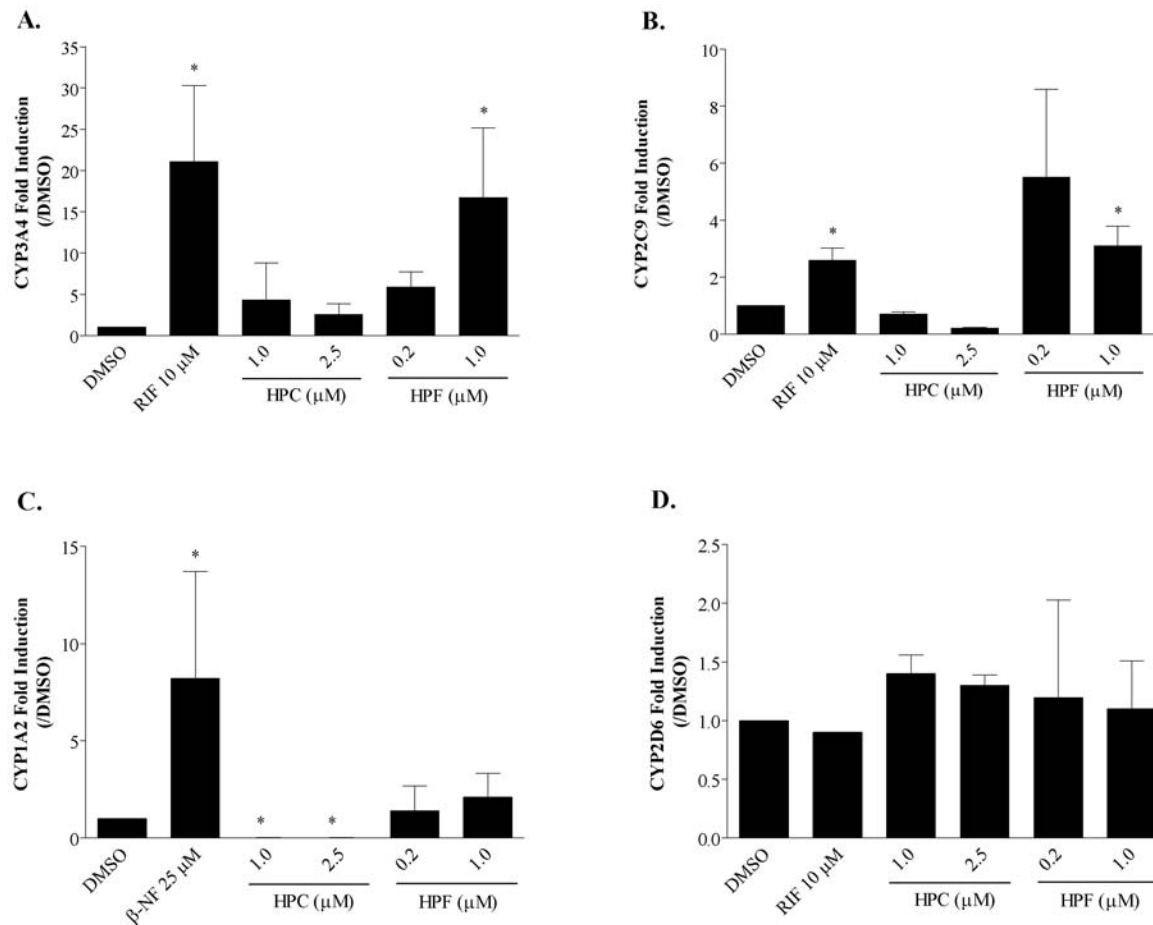 A.
CYP3A4 Fold Induction
(/DMSO)
35
30
25
20
15
10
5
0
*
*
DMSO
RIF 10 μM
1.0
2.5
0.2
1.0
HPC (μM)
HPF (μM)
B.
CYP2C9 Fold Induction
(/DMSO)
10
8
6
4
2
0
*
*
DMSO
RIF 10 μM
1.0
2.5
0.2
1.0
HPC (μM)
HPF (μM)
C.
CYP1A2 Fold Induction
(/DMSO)
15
10
5
0
*
*
*
DMSO
β-NF 25 μM
1.0
2.5
0.2
1.0
HPC (μM)
HPF (μM)
D.
CYP2D6 Fold Induction
(/DMSO)
2.5
2.0
1.5
1.0
0.5
0.0
DMSO
RIF 10 μM
1.0
2.5
0.2
1.0
HPC (μM)
HPF (μM)